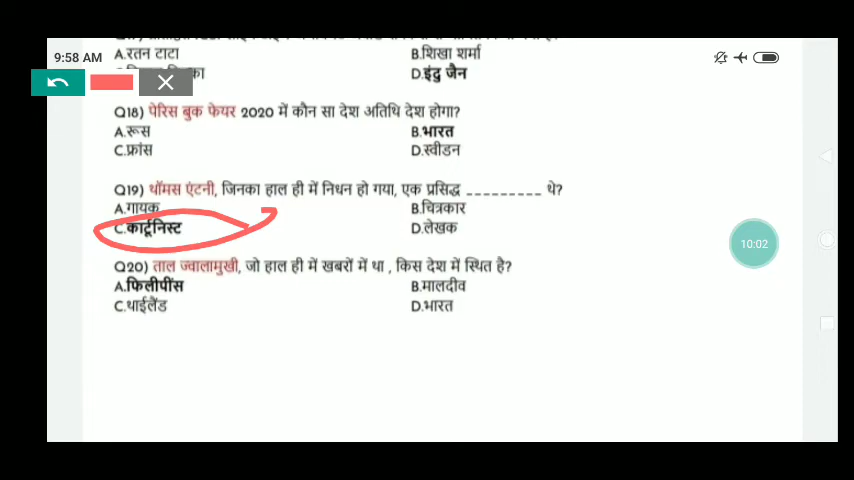 9:58 AM
A.रतन टाटा B.शिखा शर्मा
D.इंदु जैन
Q18) पेरिस बुक फेयर 2020 में कौन सा देश अतिथि देश होगा?
A.रूस B.भारत
C.फ्रांस D.स्वीडन
Q19) थॉमस एंटनी, जिनका हाल ही में निधन हो गया, एक प्रसिद्ध _________ थे?
A.गायक B.चित्रकार
C.कार्टूनिस्ट D.लेखक
10:02
Q20) ताल ज्वालामुखी, जो हाल ही में खबरों में था , किस देश में स्थित है?
A.फिलीपींस B.मालदीव
C.थाईलैंड D.भारत